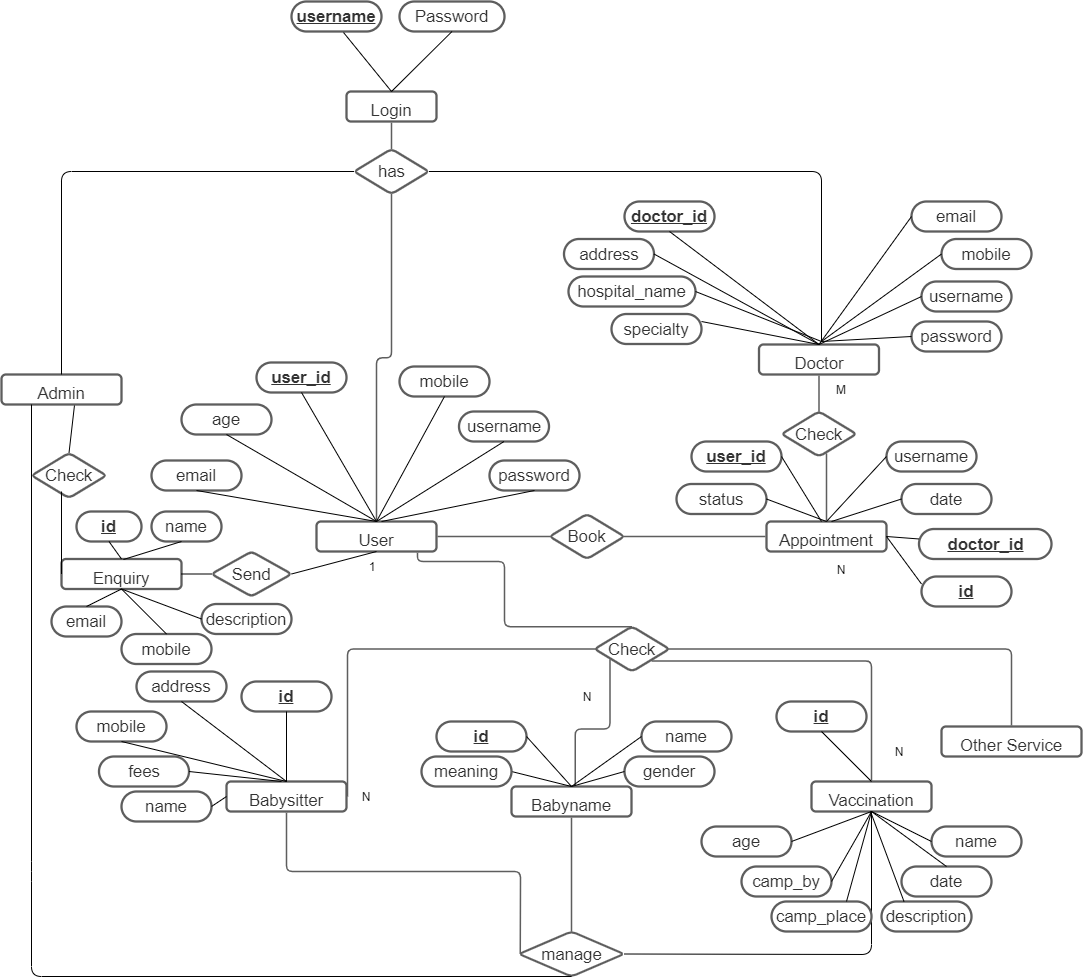 username
Password
Login
has
doctor_id
email
address
mobile
hospital_name
username
specialty
password
Doctor
M
Admin
user_id
mobile
age
username
email
password
Check
Check
user_id
username
status
date
id
name
User
Book
Appointment
doctor_id
1
N
id
Enquiry
Send
email
description
mobile
Check
address
id
N
mobile
id
name
id
Other Service
N
fees
meaning
gender
name
Babysitter
N
Babyname
Vaccination
age
name
camp_by
date
camp_place
description
manage